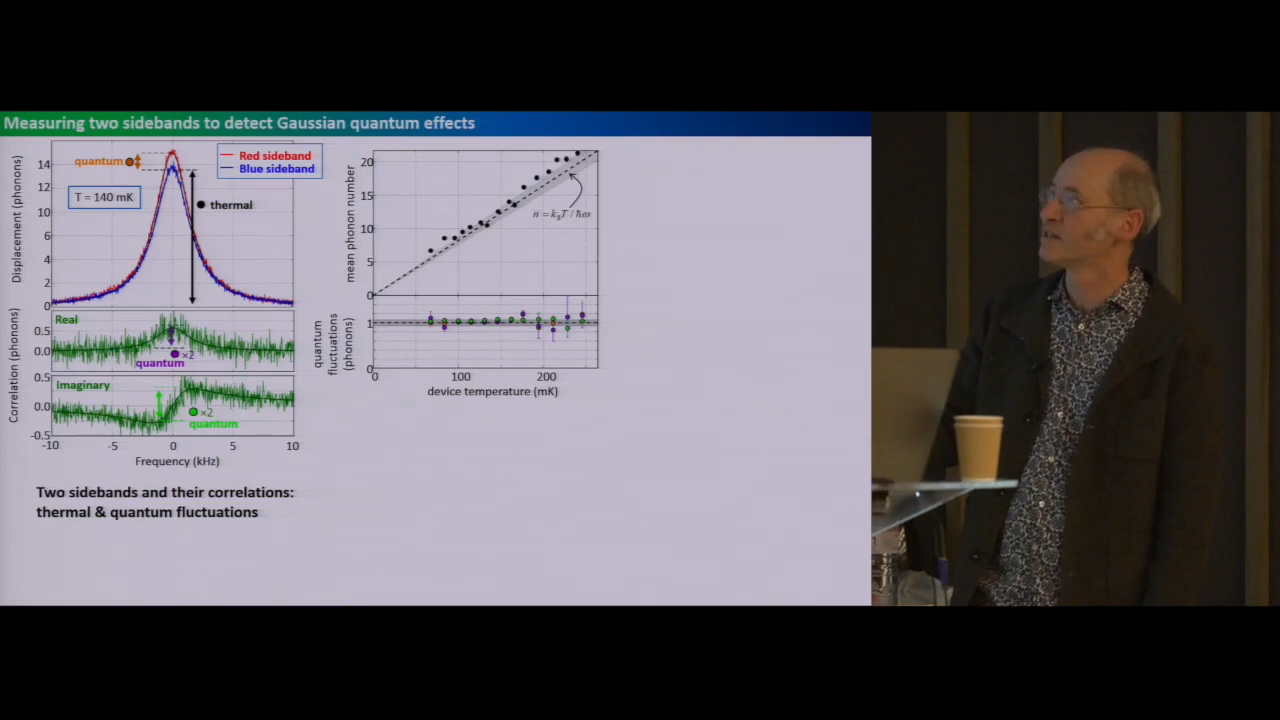 Measuring two sidebands to detect Gaussian quantum effects
Displacement (phonons)
14
12
10
6
4
2
0
quantum
Red sideband
Blue sideband
T = 140 mK
thermal
Correlation (phonons)
Real
0.5
0.0
×2
quantum
Imaginary
0.5
0.0
-0.5
×2
quantum
-10
-5
0
5
10
Frequency (kHz)
mean phonon number
20
15
10
5
0
n = kBT / ħω
quantum
fluctuations
(phonons)
1
0
0
100
200
device temperature (mK)
Two sidebands and their correlations:
thermal & quantum fluctuations